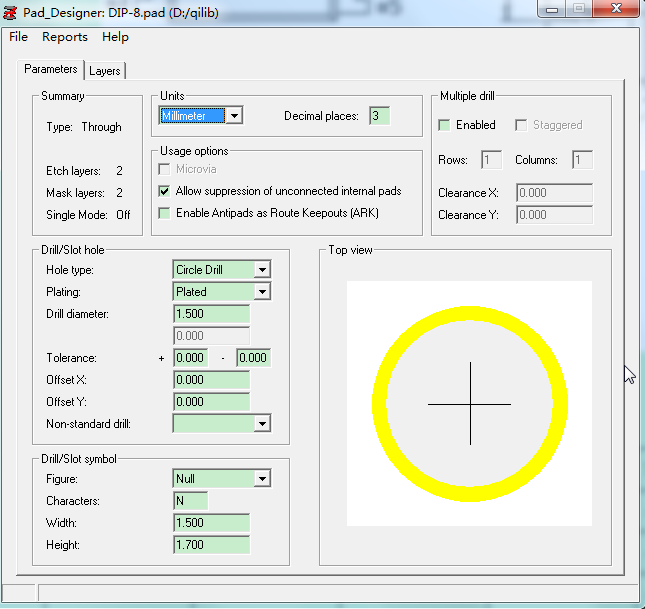 Pad_Designer: DIP-8.pad (D:/qilib)
File Reports Help
Parameters Layers
Summary
Type: Through
Etch layers: 2
Mask layers: 2
Single Mode: Off
Units
Millimeter
Decimal places: 3
Usage options
Microvia
Allow suppression of unconnected internal pads
Enable Antipads as Route Keepouts (ARK)
Multiple drill
Enabled
Staggered
Rows: 1
Columns: 1
Clearance X: 0.000
Clearance Y: 0.000
Drill/Slot hole
Hole type: Circle Drill
Plating: Plated
Drill diameter: 1.500
0.000
Tolerance: + 0.000 - 0.000
Offset X: 0.000
Offset Y: 0.000
Non-standard drill:
Drill/Slot symbol
Figure: Null
Characters: N
Width: 1.500
Height: 1.700
Top view